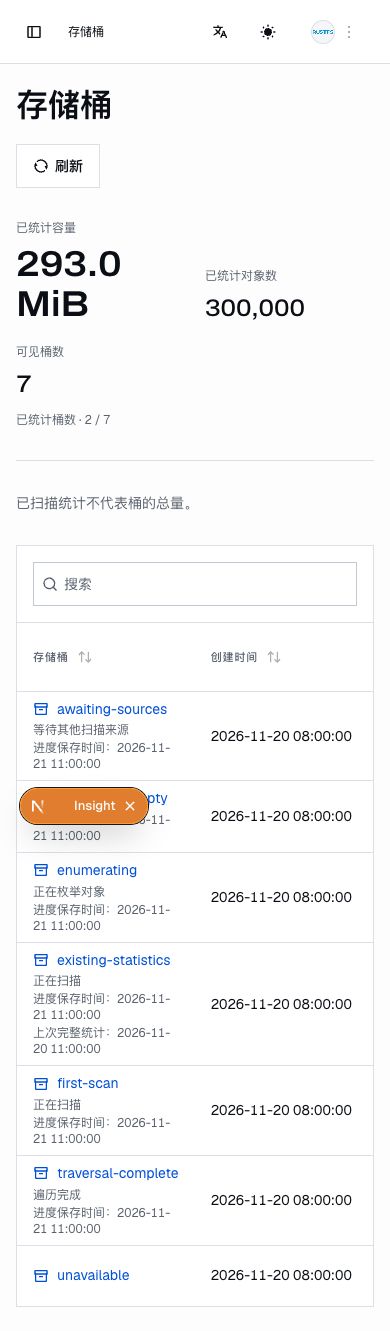 存储桶
RUSTFS
存储桶
刷新
已统计容量
293.0
MiB
已统计对象数
300,000
可见桶数
7
已统计桶数 · 2 / 7
已扫描统计不代表桶的总量。
搜索
存储桶
创建时间
awaiting-sources
等待其他扫描来源
进度保存时间：2026-11-
21 11:00:00
2026-11-20 08:00:00
Insight
21 11:00:00
2026-11-20 08:00:00
enumerating
正在枚举对象
进度保存时间：2026-11-
21 11:00:00
2026-11-20 08:00:00
existing-statistics
正在扫描
进度保存时间：2026-11-
21 11:00:00
上次完整统计：2026-11-
20 11:00:00
2026-11-20 08:00:00
first-scan
正在扫描
进度保存时间：2026-11-
21 11:00:00
2026-11-20 08:00:00
traversal-complete
遍历完成
进度保存时间：2026-11-
21 11:00:00
2026-11-20 08:00:00
unavailable
2026-11-20 08:00:00